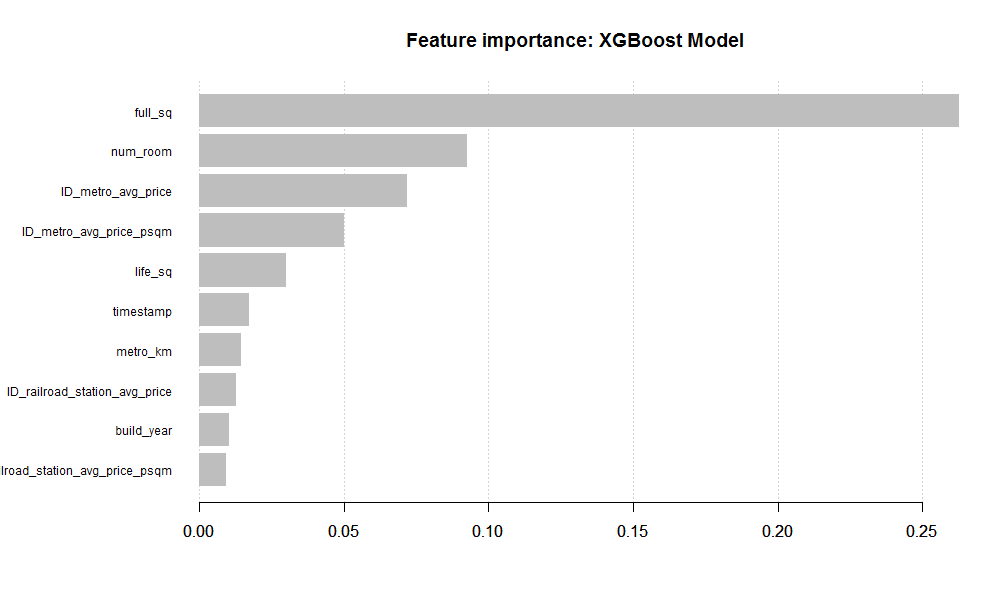 Feature importance: XGBoost Model
full_sq
num_room
ID_metro_avg_price
ID_metro_avg_price_psqm
life_sq
timestamp
metro_km
ID_railroad_station_avg_price
build_year
lroad_station_avg_price_psqm
0.00 0.05 0.10 0.15 0.20 0.25